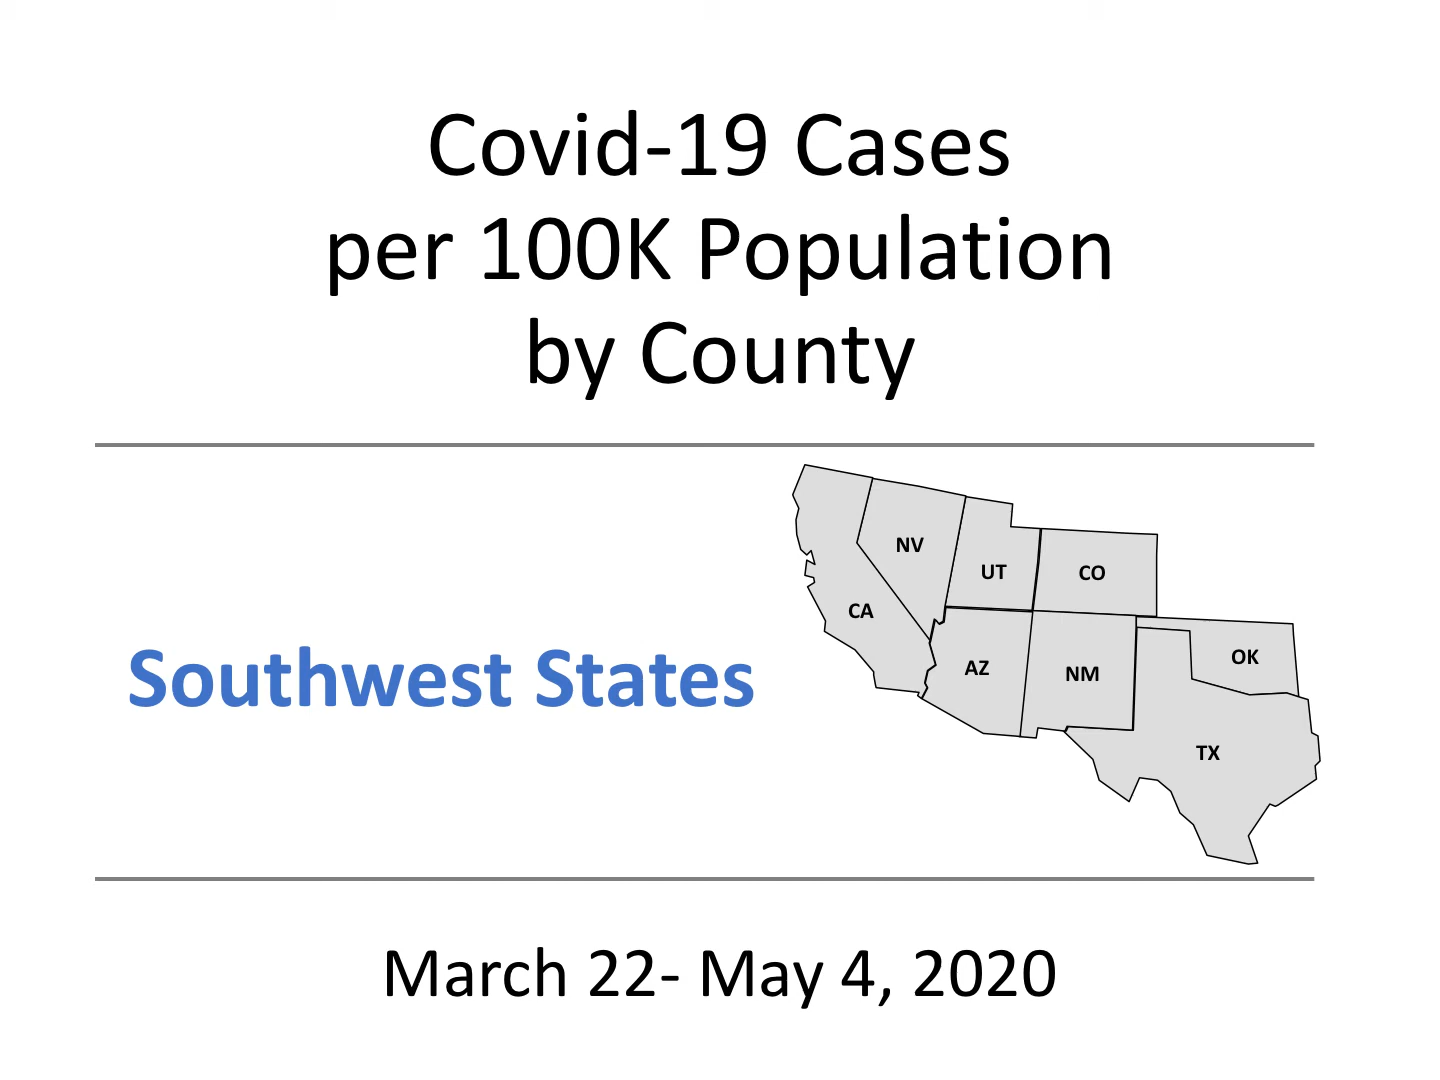 Covid-19 Cases
per 100K Population
by County
Southwest States
NV
UT
CO
CA
AZ
NM
OK
TX
March 22- May 4, 2020